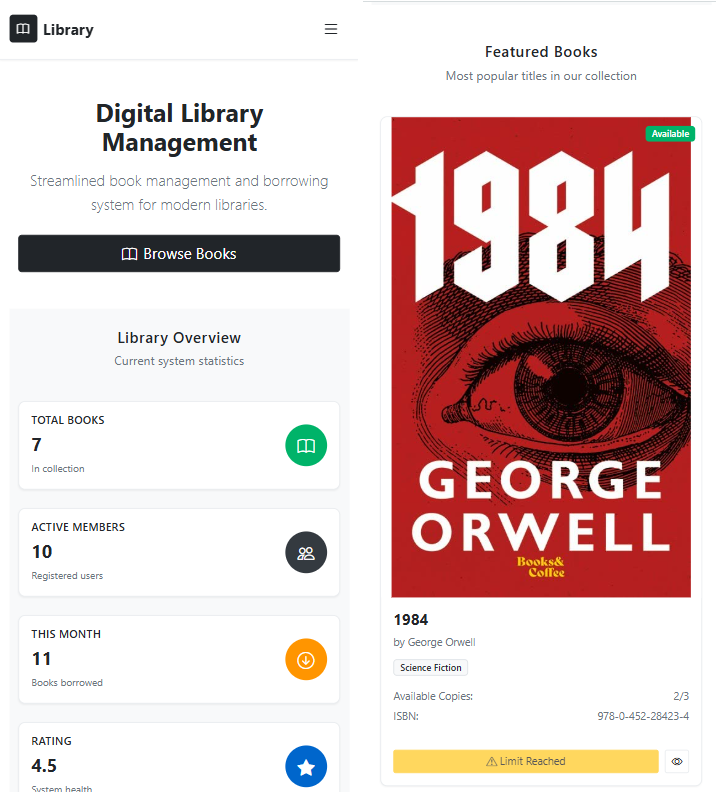 Library
Digital Library
Management
Streamlined book management and borrowing
system for modern libraries.
Browse Books
Library Overview
Current system statistics
TOTAL BOOKS
7
In collection
ACTIVE MEMBERS
10
Registered users
THIS MONTH
11
Books borrowed
RATING
4.5
System health
Featured Books
Most popular titles in our collection
Available
1984
GEORGE
ORWELL
Books&
Coffee
1984
by George Orwell
Science Fiction
Available Copies: 2/3
ISBN: 978-0-452-28423-4
Limit Reached